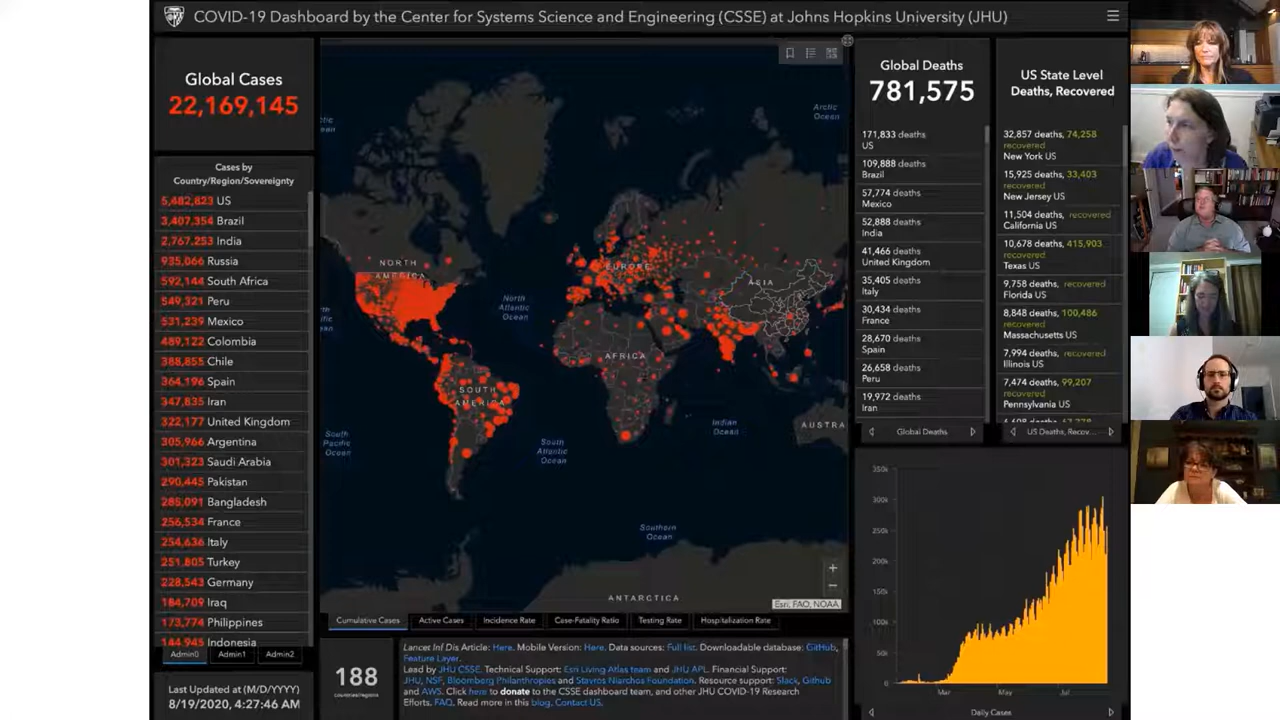 COVID-19 Dashboard by the Center for Systems Science and Engineering (CSSE) at Johns Hopkins University (JHU)
Global Cases
22,169,145
Cases by
Country/Region/Sovereignty
5,482,823 US
3,407,354 Brazil
2,767,253 India
935,066 Russia
592,144 South Africa
549,321 Peru
531,239 Mexico
489,122 Colombia
388,855 Chile
364,196 Spain
347,835 Iran
322,177 United Kingdom
305,966 Argentina
301,323 Saudi Arabia
290,445 Pakistan
285,091 Bangladesh
256,534 France
254,636 Italy
251,805 Turkey
228,543 Germany
184,709 Iraq
173,774 Philippines
144,945 Indonesia
Admin0 Admin1 Admin2
Last Updated at (M/D/YYYY)
8/19/2020, 4:27:46 AM
Arctic
Ocean
NORTH
AMERICA
EUROPE
ASIA
North
Atlantic
Ocean
AFRICA
SOUTH
AMERICA
Indian
Ocean
AUSTRA
South
Pacific
Ocean
South
Atlantic
Ocean
Southern
Ocean
ANTARCTICA
+
−
Esri, FAO, NOAA
Cumulative Cases Active Cases Incidence Rate Case-Fatality Ratio Testing Rate Hospitalization Rate
188
countries/regions
Lancet Inf Dis Article: Here. Mobile Version: Here. Data sources: Full list. Downloadable database: GitHub,
Feature Layer.
Lead by JHU CSSE. Technical Support: Esri Living Atlas team and JHU APL. Financial Support:
JHU, NSF, Bloomberg Philanthropies and Stavros Niarchos Foundation. Resource support: Slack, Github
and AWS. Click here to donate to the CSSE dashboard team, and other JHU COVID-19 Research
Efforts. FAQ. Read more in this blog. Contact US.
Global Deaths
781,575
171,833 deaths
US
109,888 deaths
Brazil
57,774 deaths
Mexico
52,888 deaths
India
41,466 deaths
United Kingdom
35,405 deaths
Italy
30,434 deaths
France
28,670 deaths
Spain
26,658 deaths
Peru
19,972 deaths
Iran
Global Deaths
US State Level
Deaths, Recovered
32,857 deaths, 74,258
recovered
New York US
15,925 deaths, 33,403
recovered
New Jersey US
11,504 deaths, recovered
California US
10,678 deaths, 415,903
recovered
Texas US
9,758 deaths, recovered
Florida US
8,848 deaths, 100,486
recovered
Massachusetts US
7,994 deaths, recovered
Illinois US
7,474 deaths, 99,207
recovered
Pennsylvania US
US Deaths, Recov...
350k
300k
250k
200k
150k
100k
50k
0
Mar May Jul
Daily Cases